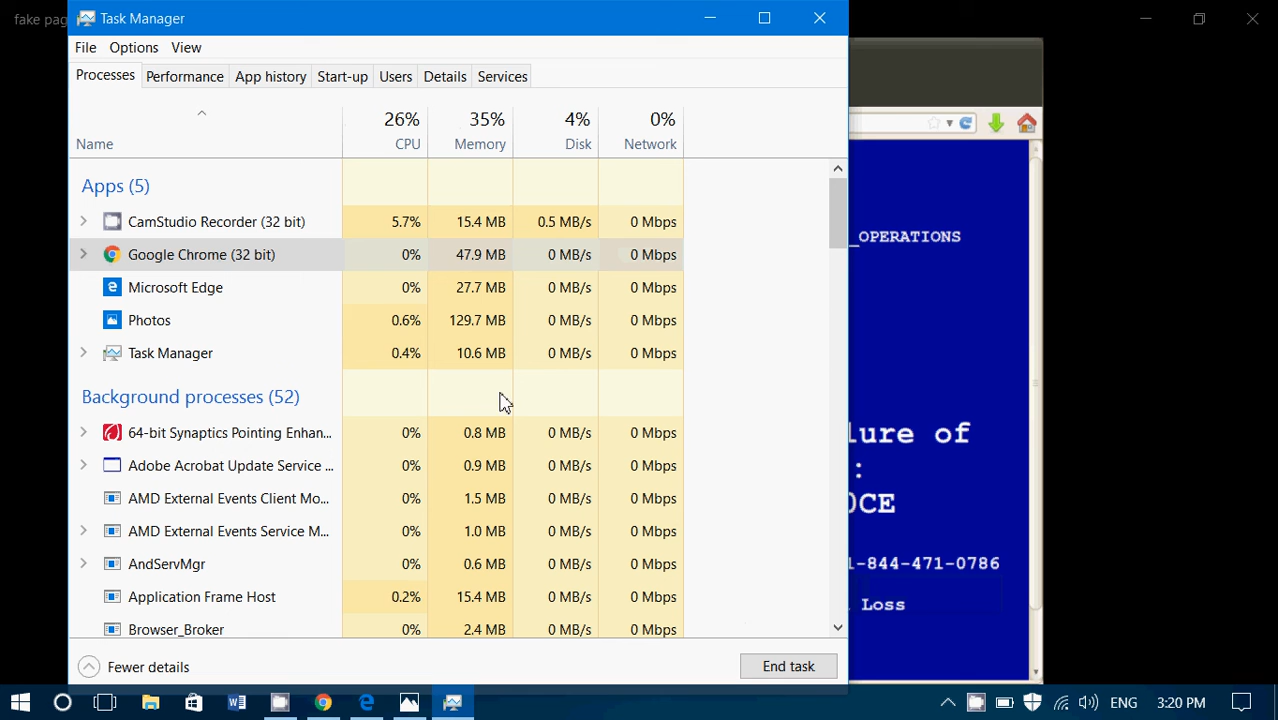 fake pag
Task Manager
File Options View
Processes Performance App history Start-up Users Details Services
26% 35% 4% 0%
Name CPU Memory Disk Network
Apps (5)
CamStudio Recorder (32 bit) 5.7% 15.4 MB 0.5 MB/s 0 Mbps
Google Chrome (32 bit) 0% 47.9 MB 0 MB/s 0 Mbps
Microsoft Edge 0% 27.7 MB 0 MB/s 0 Mbps
Photos 0.6% 129.7 MB 0 MB/s 0 Mbps
Task Manager 0.4% 10.6 MB 0 MB/s 0 Mbps
Background processes (52)
64-bit Synaptics Pointing Enhan... 0% 0.8 MB 0 MB/s 0 Mbps
Adobe Acrobat Update Service ... 0% 0.9 MB 0 MB/s 0 Mbps
AMD External Events Client Mo... 0% 1.5 MB 0 MB/s 0 Mbps
AMD External Events Service M... 0% 1.0 MB 0 MB/s 0 Mbps
AndServMgr 0% 0.6 MB 0 MB/s 0 Mbps
Application Frame Host 0.2% 15.4 MB 0 MB/s 0 Mbps
Browser_Broker 0% 2.4 MB 0 MB/s 0 Mbps
Fewer details End task
_OPERATIONS
lure of
:
0CE
1-844-471-0786
Loss
ENG 3:20 PM